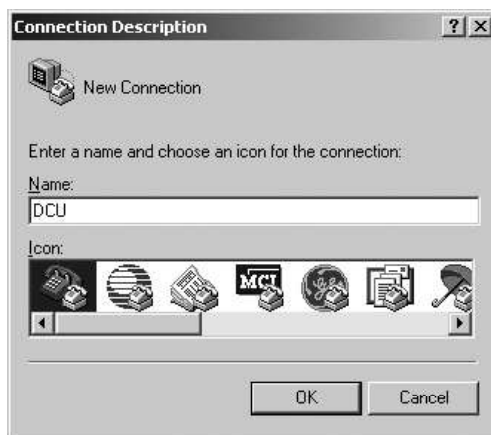 Connection Description
New Connection
Enter a name and choose an icon for the connection:
Name:
DCU
Icon:
MCI
OK
Cancel